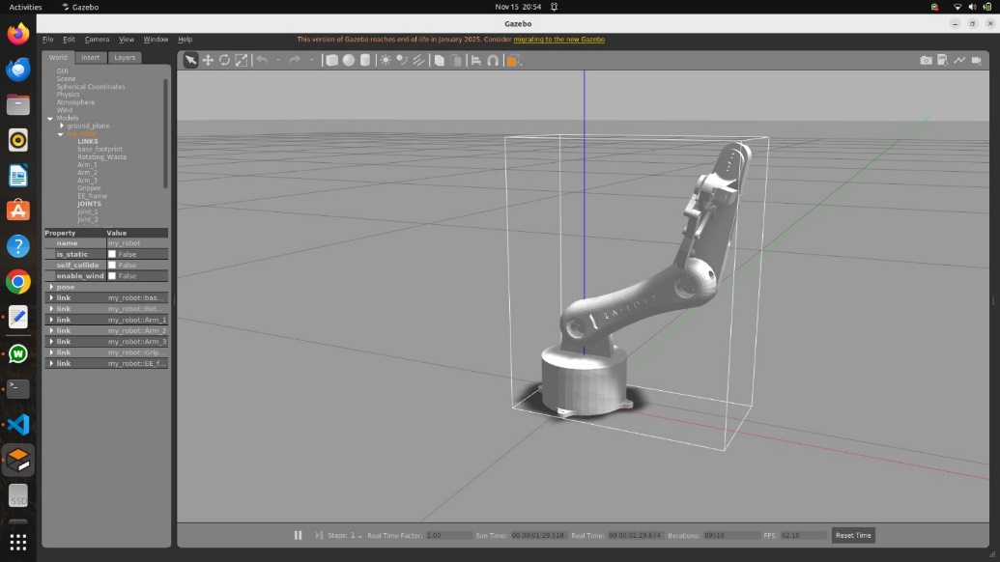 Activities Gazebo Nov 15 20:54
Gazebo
File Edit Camera View Window Help This version of Gazebo reaches end-of-life in January 2025. Consider migrating to the new Gazebo
World Insert Layers
GUI
Scene
Spherical Coordinates
Physics
Atmosphere
Wind
Models
ground_plane
my_robot
LINKS
base_footprint
Rotating_Waste
Arm_1
Arm_2
Arm_3
Gripper
EE_frame
JOINTS
Joint_1
Joint_2
Property Value
name my_robot
is_static False
self_collide False
enable_wind False
pose
link my_robot::bas...
link my_robot::Rot...
link my_robot::Arm_1
link my_robot::Arm_2
link my_robot::Arm_3
link my_robot::Grip...
link my_robot::EE_f...
SSD
Steps: 1 Real Time Factor: 1.00 Sim Time: 00 00:01:29.518 Real Time: 00 00:01:29.674 Iterations: 89518 FPS: 62.10 Reset Time